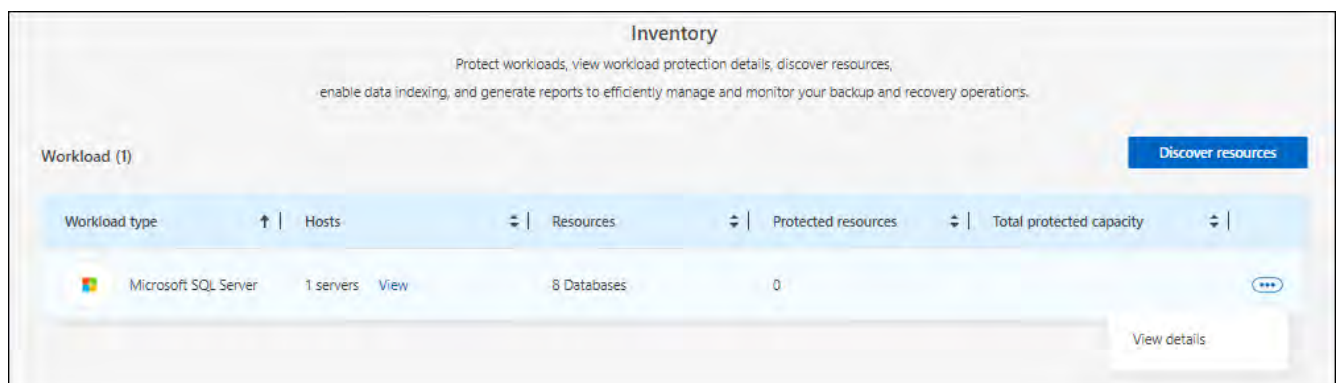 Inventory
Protect workloads, view workload protection details, discover resources,
enable data indexing, and generate reports to efficiently manage and monitor your backup and recovery operations.
Workload (1)
Discover resources
Workload type Hosts Resources Protected resources Total protected capacity
Microsoft SQL Server 1 servers View 8 Databases 0
View details